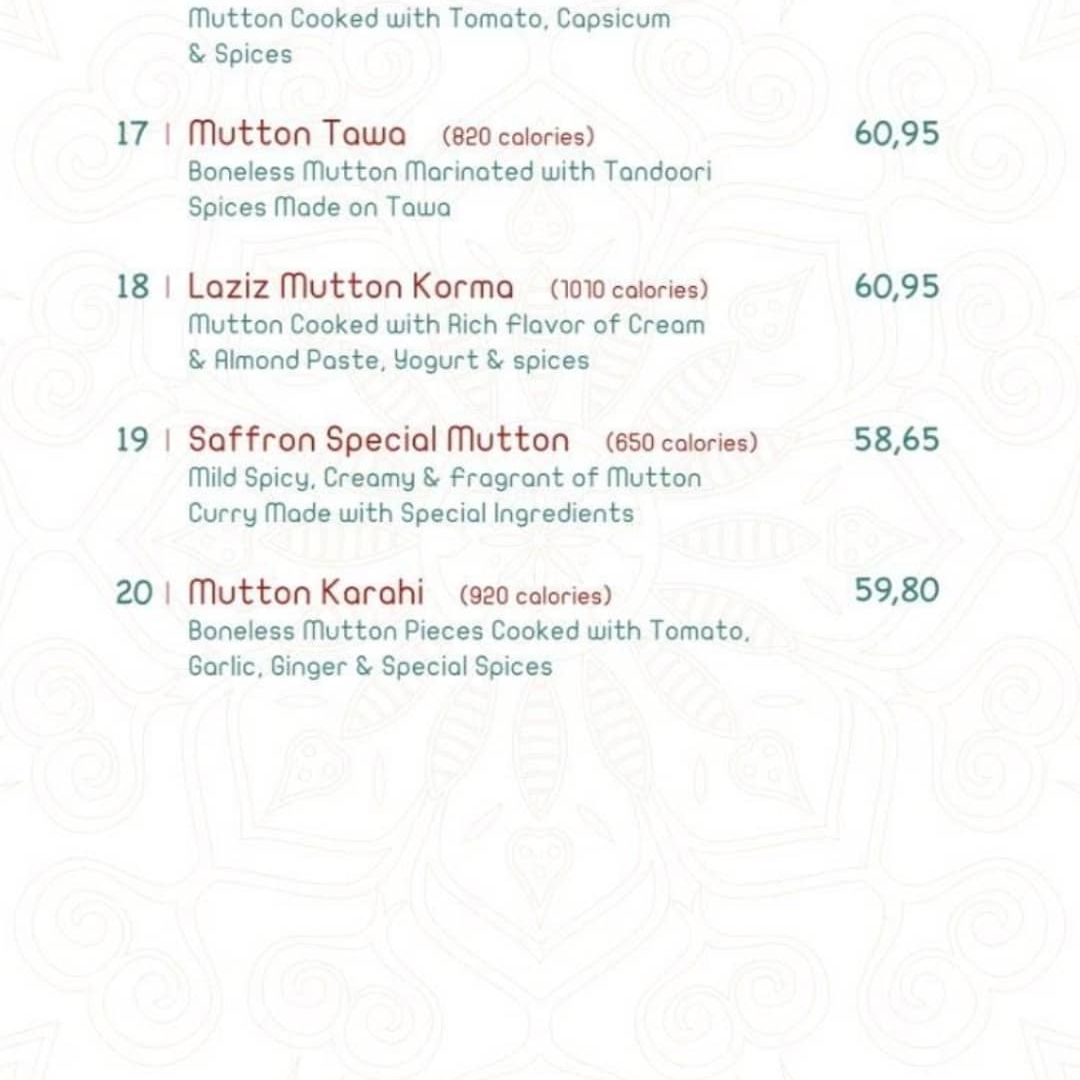 Mutton Cooked with Tomato, Capsicum
& Spices
17 | Mutton Tawa (820 calories) 60,95
Boneless Mutton Marinated with Tandoori
Spices Made on Tawa
18 | Laziz Mutton Korma (1010 calories) 60,95
Mutton Cooked with Rich Flavor of Cream
& Almond Paste, Yogurt & spices
19 | Saffron Special Mutton (650 calories) 58,65
Mild Spicy, Creamy & Fragrant of Mutton
Curry Made with Special Ingredients
20 | Mutton Karahi (920 calories) 59,80
Boneless Mutton Pieces Cooked with Tomato,
Garlic, Ginger & Special Spices